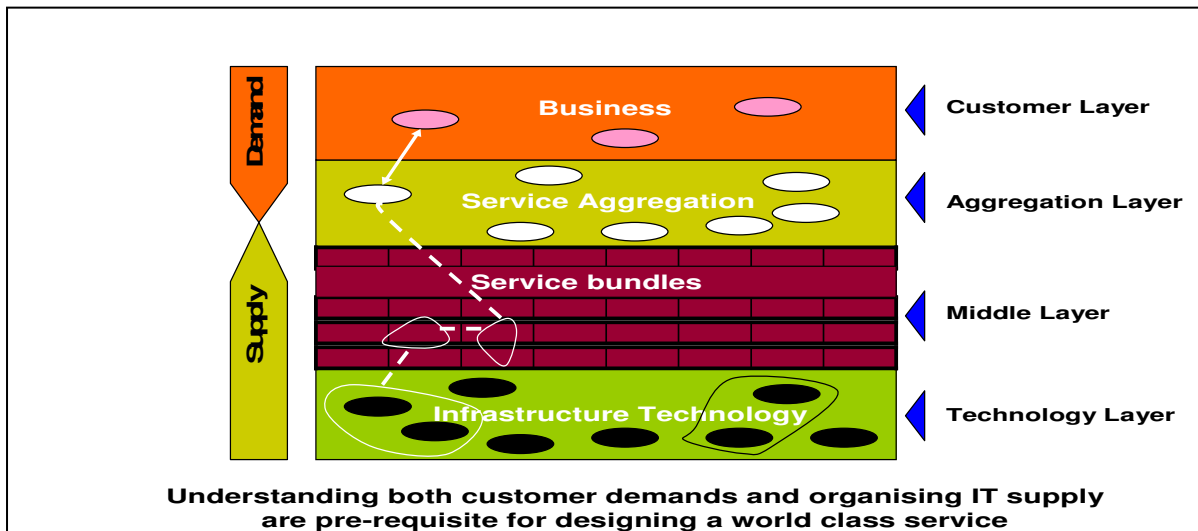 Demand
Business
Customer Layer
Service Aggregation
Aggregation Layer
Service bundles
Supply
Middle Layer
Infrastructure Technology
Technology Layer
Understanding both customer demands and organising IT supply
are pre-requisite for designing a world class service